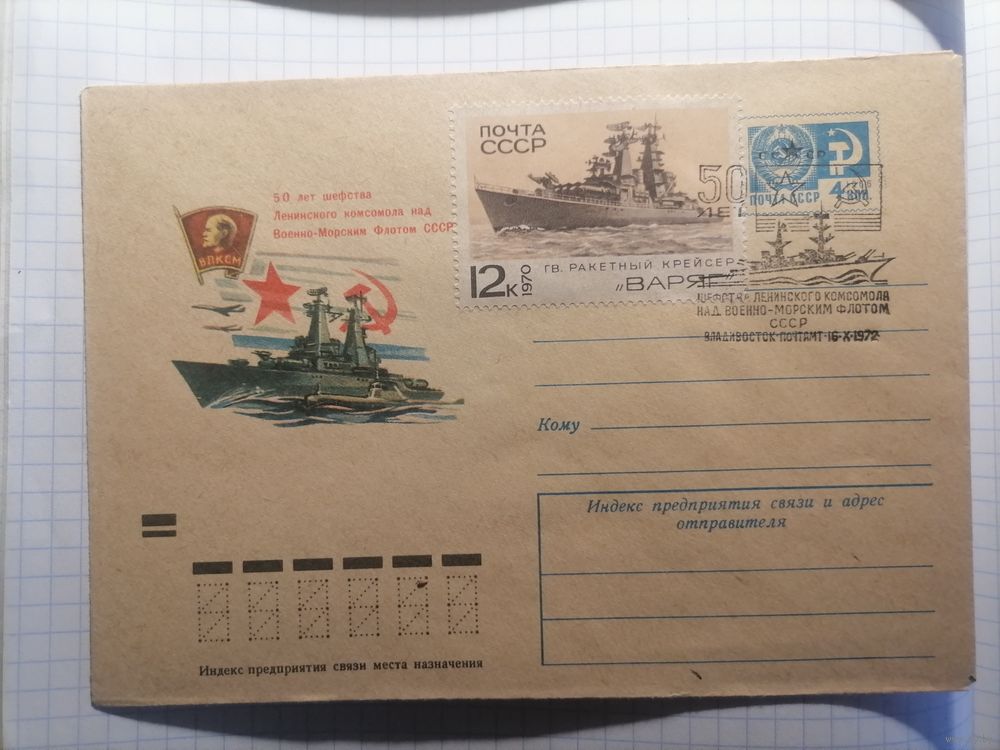 50 лет шефства
Ленинского комсомола над
Военно-Морским Флотом СССР
ВЛКСМ
ПОЧТА
СССР
12к 1970
ГВ. РАКЕТНЫЙ КРЕЙСЕР
„ВАРЯГ"
ПОЧТА СССР
4
КОП
50
ЛЕТ
ШЕФСТВА ЛЕНИНСКОГО КОМСОМОЛА
НАД ВОЕННО-МОРСКИМ ФЛОТОМ
СССР
ВЛАДИВОСТОК·ПОЧТАМТ·16-X-1972
Кому
Индекс предприятия связи и адрес
отправителя
Индекс предприятия связи места назначения